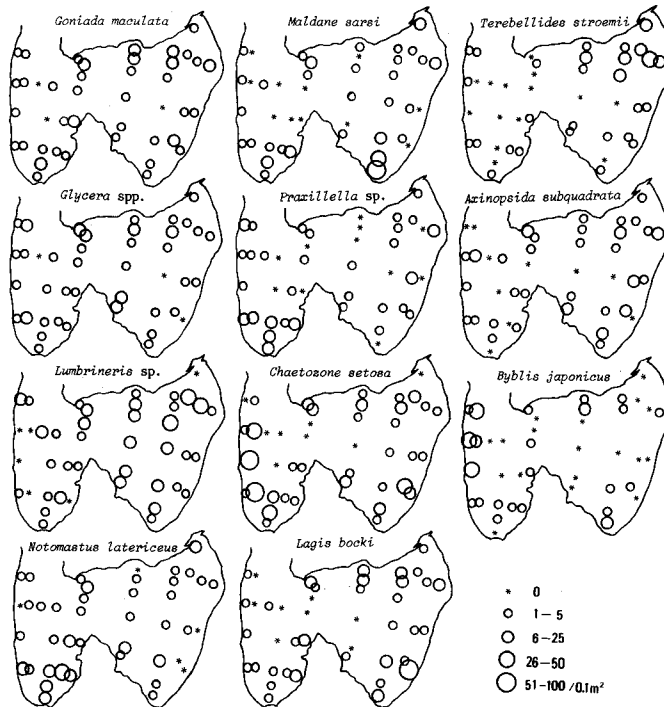 Goniada maculata
Maldane sarsi
Terebellides stroemii
Glycera spp.
Praxillella sp.
Axinopsida subquadrata
Lumbrineris sp.
Chaetozone setosa
Byblis japonicus
Notomastus latericeus
Lagis bocki
* 0
1-5
6-25
26-50
51-100/0.1m²